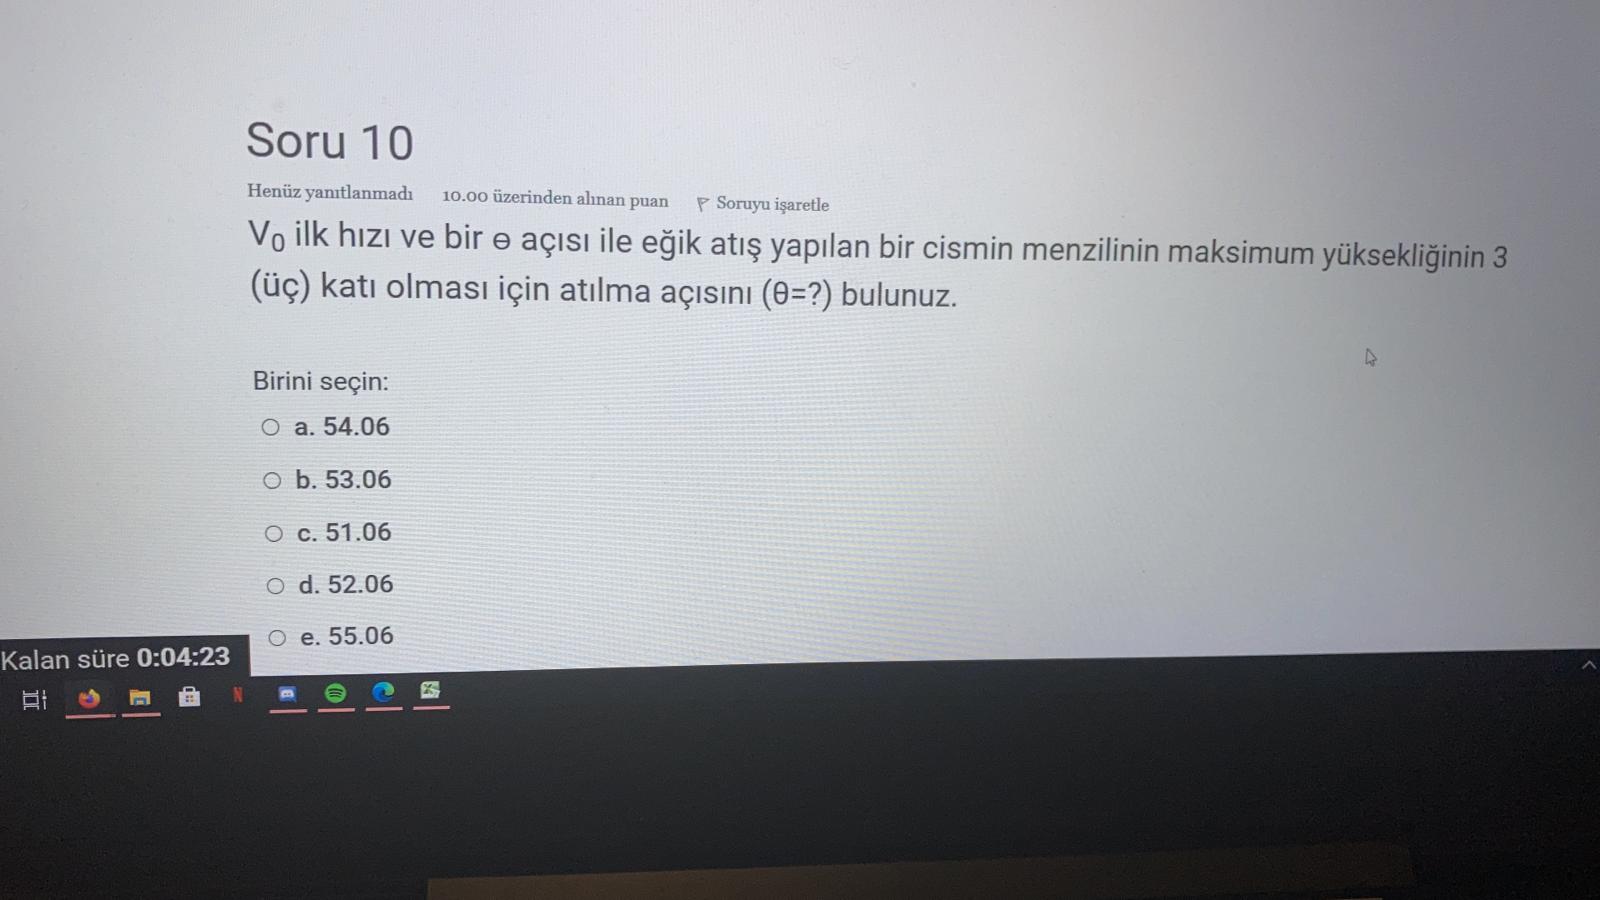 Soru 10
Henüz yanıtlanmadı 10.00 üzerinden alınan puan Soruyu işaretle
V₀ ilk hızı ve bir ɵ açısı ile eğik atış yapılan bir cismin menzilinin maksimum yüksekliğinin 3
(üç) katı olması için atılma açısını (θ=?) bulunuz.
Birini seçin:
a. 54.06
b. 53.06
c. 51.06
d. 52.06
e. 55.06
Kalan süre 0:04:23